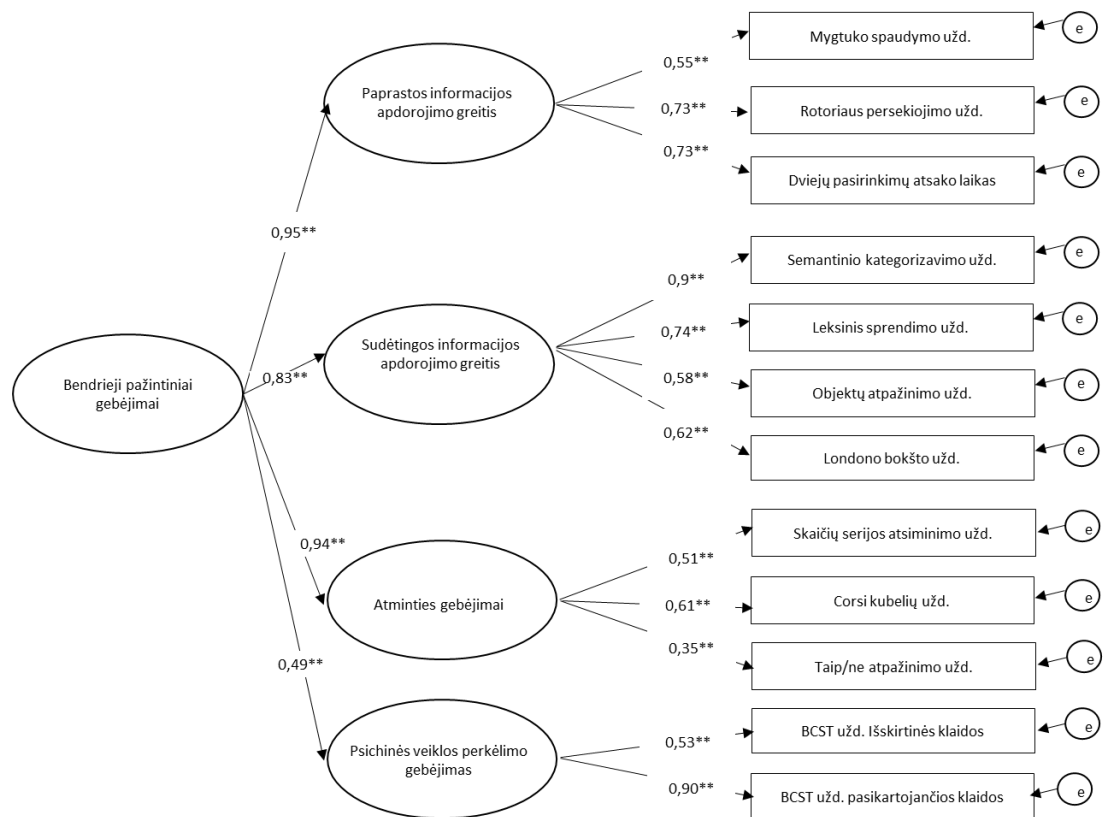 Mygtuko spaudymo užd.
e
0,55**
Paprastos informacijos
apdorojimo greitis
0,73**
Rotoriaus persekiojimo užd.
e
0,73**
Dviejų pasirinkimų atsako laikas
e
0,95**
Semantinio kategorizavimo užd.
e
0,9**
Sudėtingos informacijos
apdorojimo greitis
0,74**
Leksinis sprendimo užd.
e
0,83**
Bendrieji pažintiniai
gebėjimai
0,58**
Objektų atpažinimo užd.
e
0,62**
Londono bokšto užd.
e
Skaičių serijos atsiminimo užd.
e
0,94**
0,51**
Atminties gebėjimai
0,61**
Corsi kubelių užd.
e
0,35**
Taip/ne atpažinimo užd.
e
0,49**
BCST užd. Išskirtinės klaidos
e
0,53**
Psichinės veiklos perkėlimo
gebėjimas
0,90**
BCST užd. pasikartojančios klaidos
e